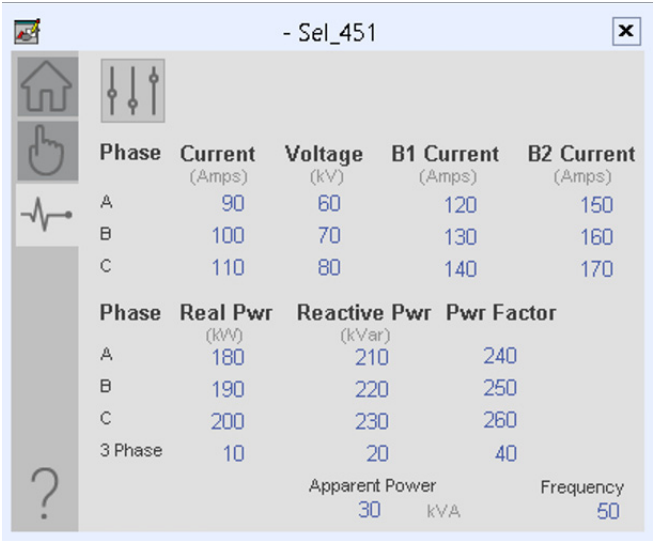 - Sel_451
Phase Current Voltage B1 Current B2 Current
(Amps) (kV) (Amps) (Amps)
A 90 60 120 150
B 100 70 130 160
C 110 80 140 170
Phase Real Pwr Reactive Pwr Pwr Factor
(kW) (kVar)
A 180 210 240
B 190 220 250
C 200 230 260
3 Phase 10 20 40
Apparent Power Frequency
30 kVA 50
?